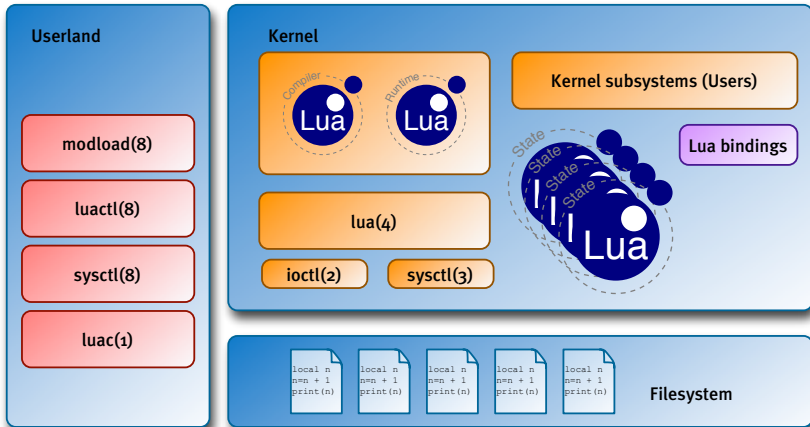 Userland
modload(8)
luactl(8)
sysctl(8)
luac(1)
Kernel
Compiler
Lua
Runtime
Lua
Kernel subsystems (Users)
Lua bindings
State
State
State
Lua
lua(4)
ioctl(2)
sysctl(3)
local n
n=n + 1
print(n)
local n
n=n + 1
print(n)
local n
n=n + 1
print(n)
local n
n=n + 1
print(n)
local n
n=n + 1
print(n)
Filesystem